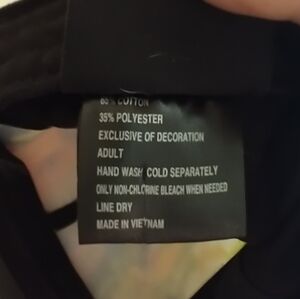 65% COTTON
35% POLYESTER
EXCLUSIVE OF DECORATION
ADULT
HAND WASH COLD SEPARATELY
ONLY NON-CHLORINE BLEACH WHEN NEEDED
LINE DRY
MADE IN VIETNAM